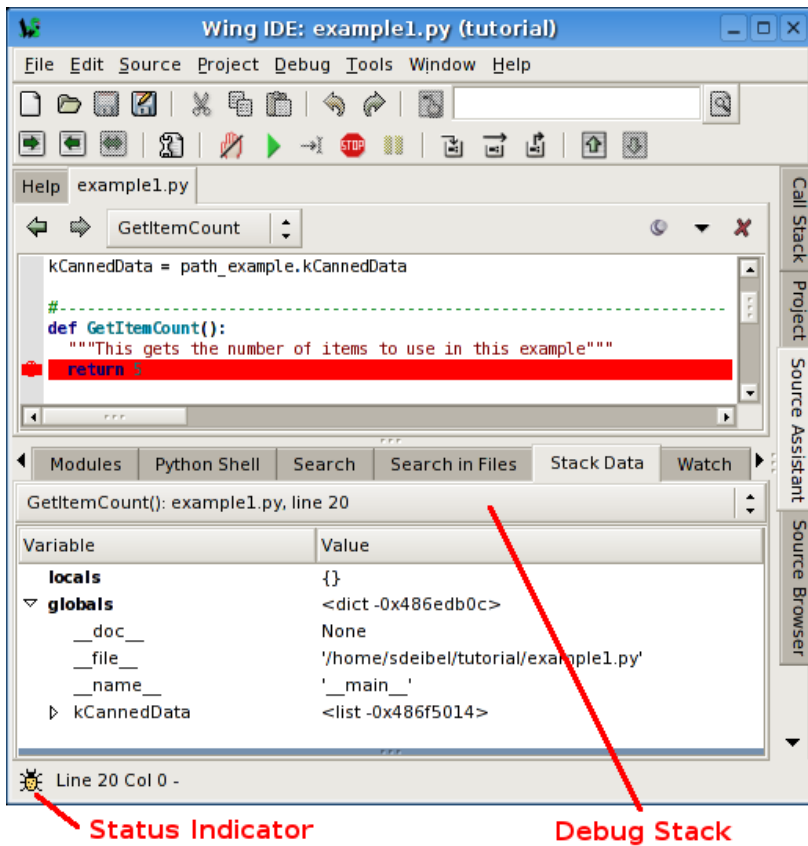 Wing IDE: example1.py (tutorial)
File Edit Source Project Debug Tools Window Help
STOP
Help example1.py
GetItemCount
kCannedData = path_example.kCannedData
#-----------------------------------------------------------------------
def GetItemCount():
"""This gets the number of items to use in this example"""
return 5
Modules Python Shell Search Search in Files Stack Data Watch
GetItemCount(): example1.py, line 20
Variable Value
locals {}
globals <dict -0x486edb0c>
__doc__ None
__file__ '/home/sdeibel/tutorial/example1.py'
__name__ '__main__'
kCannedData <list -0x486f5014>
Line 20 Col 0 -
Call Stack
Project
Source Assistant
Source Browser
Status Indicator
Debug Stack